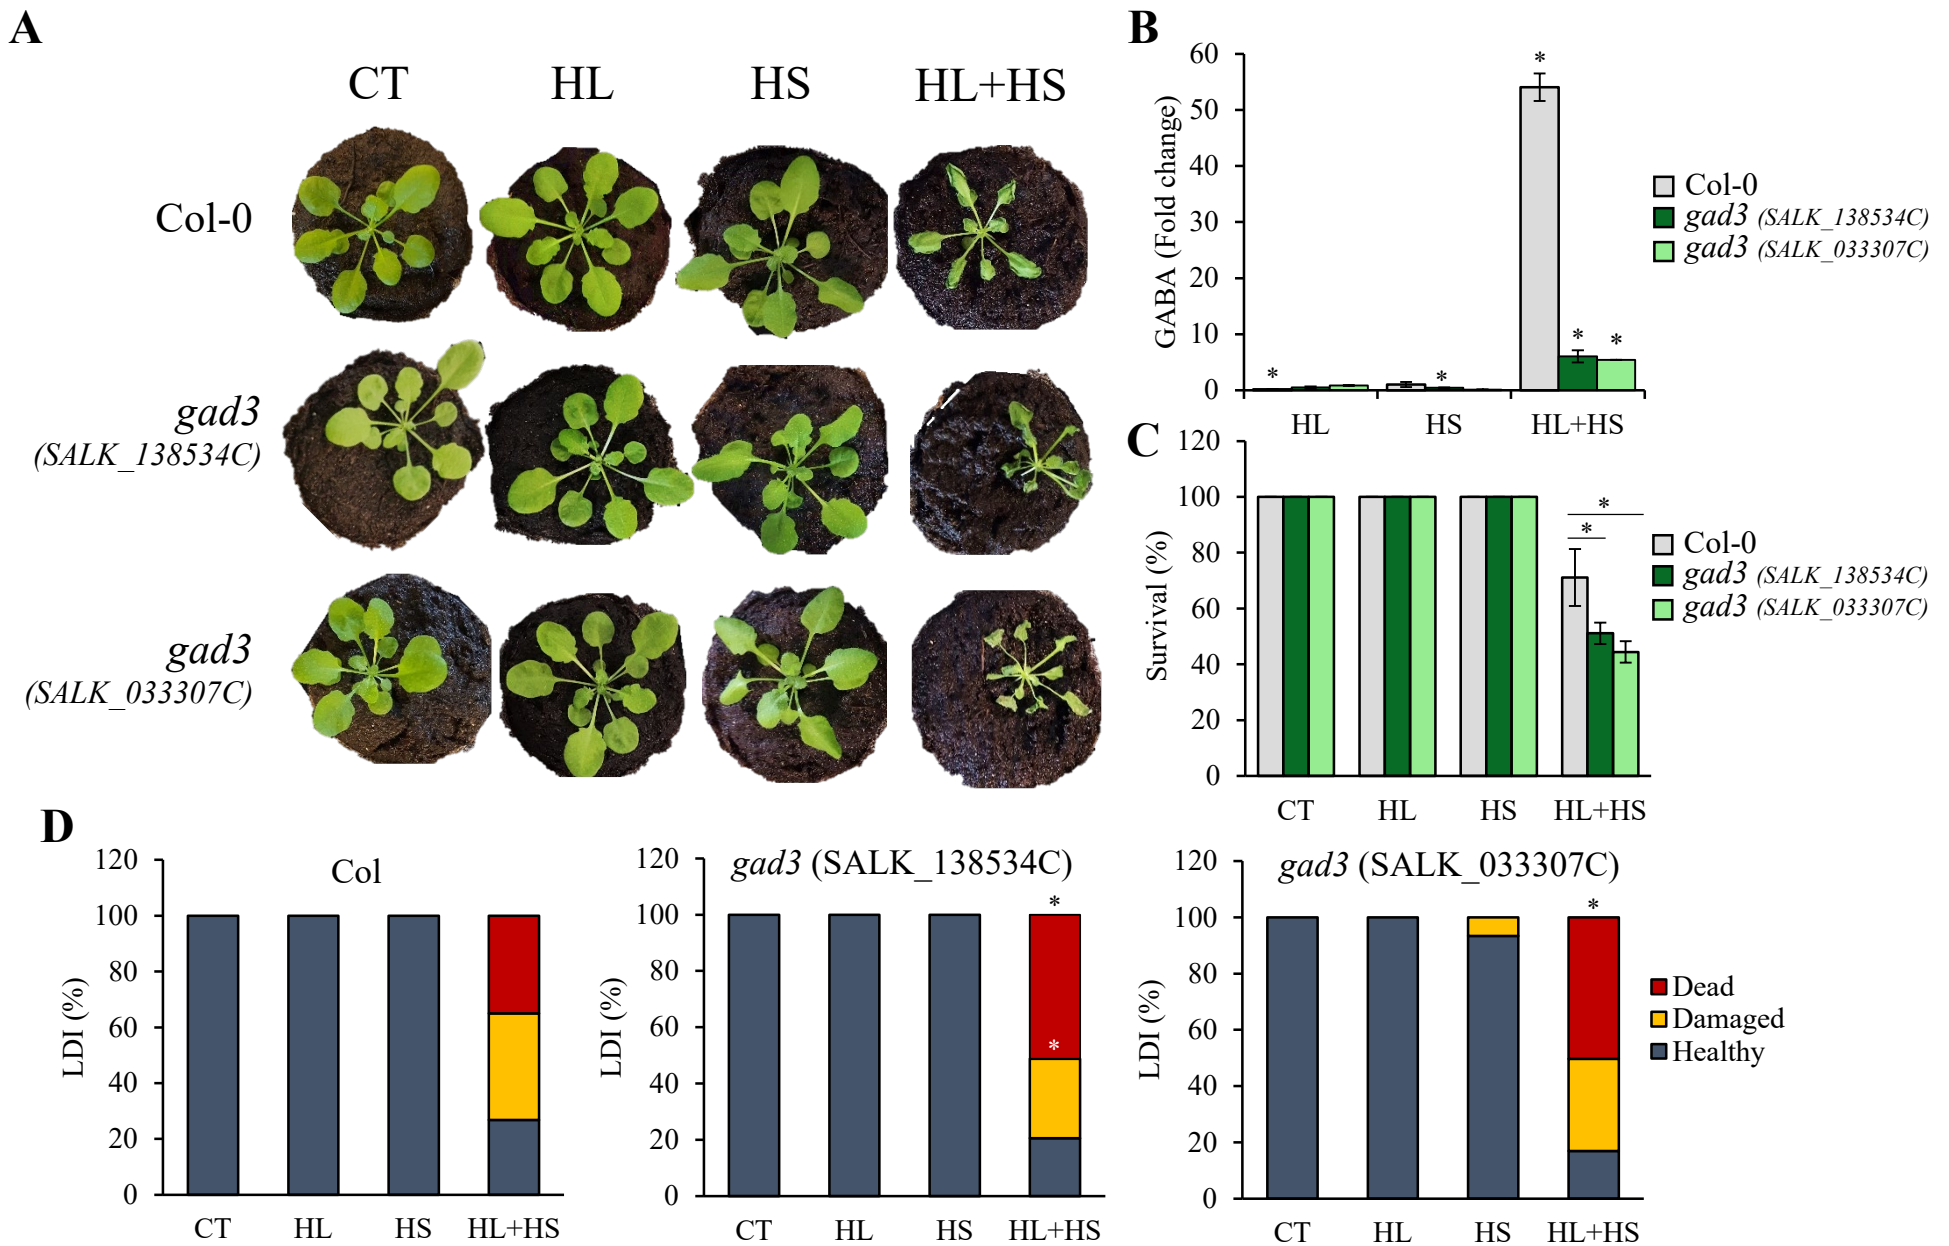 A
CT HL HS HL+HS
Col-0
gad3
(SALK_138534C)
gad3
(SALK_033307C)
B
GABA (Fold change)
60
50
40
30
20
10
0
*
*
*
*
*
HL HS HL+HS
Col-0
gad3 (SALK_138534C)
gad3 (SALK_033307C)
C
Survival (%)
120
100
80
60
40
20
0
*
*
CT HL HS HL+HS
Col-0
gad3 (SALK_138534C)
gad3 (SALK_033307C)
D
Col
LDI (%)
120
100
80
60
40
20
0
CT HL HS HL+HS
gad3 (SALK_138534C)
LDI (%)
120
100
80
60
40
20
0
*
*
CT HL HS HL+HS
gad3 (SALK_033307C)
LDI (%)
120
100
80
60
40
20
0
*
CT HL HS HL+HS
Dead
Damaged
Healthy